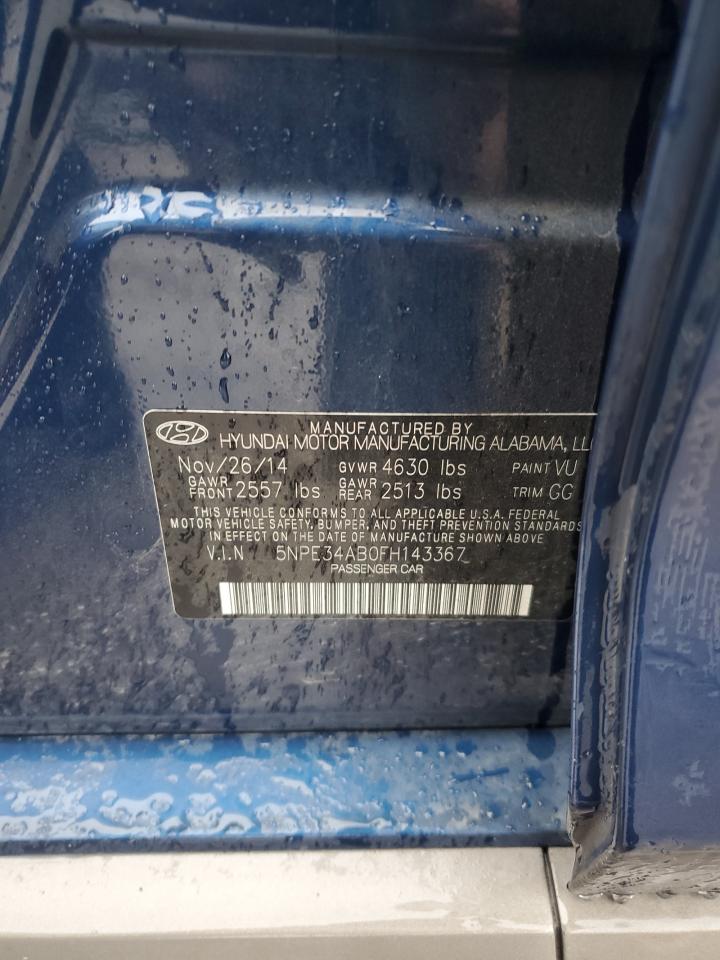 MANUFACTURED BY
HYUNDAI MOTOR MANUFACTURING ALABAMA, LLC
Nov/26/14 GVWR 4630 lbs PAINT VU
GAWR FRONT 2557 lbs GAWR REAR 2513 lbs TRIM GG
THIS VEHICLE CONFORMS TO ALL APPLICABLE U.S.A. FEDERAL
MOTOR VEHICLE SAFETY, BUMPER, AND THEFT PREVENTION STANDARDS
IN EFFECT ON THE DATE OF MANUFACTURE SHOWN ABOVE
V.I.N 5NPE34AB0FH143367
PASSENGER CAR